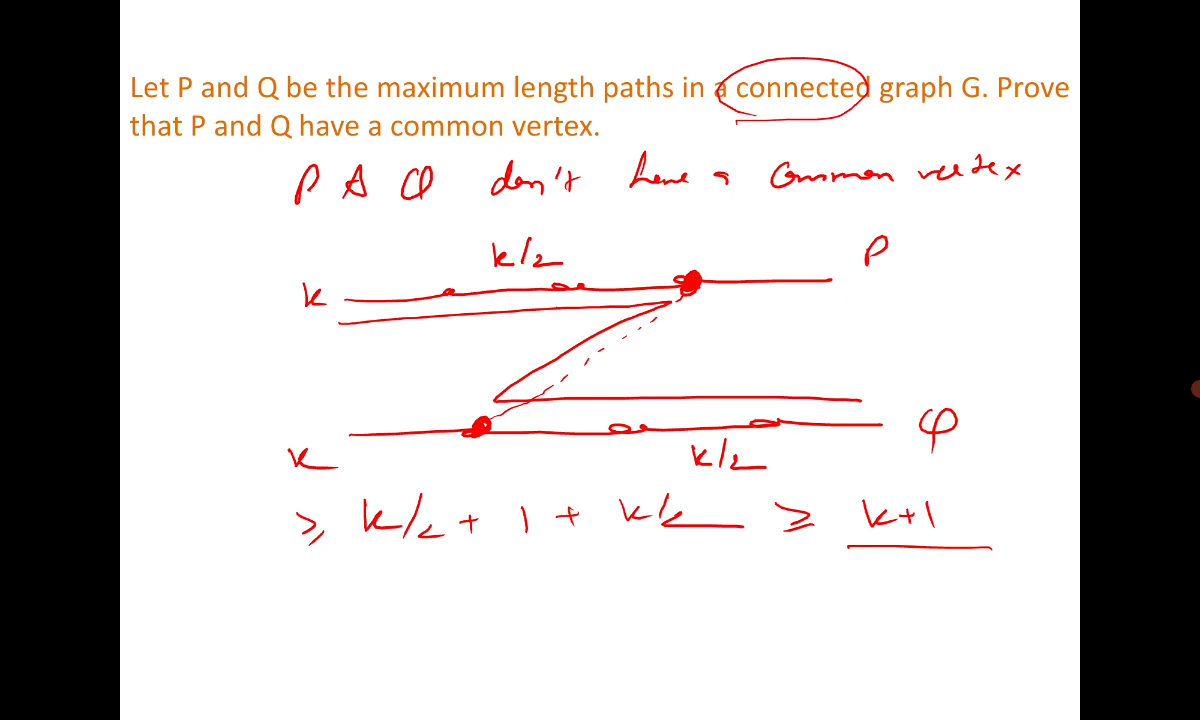 Let P and Q be the maximum length paths in a connected graph G. Prove
that P and Q have a common vertex.
P & Q don't have a common vertex
k/2 P
k
Q
k k/2
≥ k/2 + 1 + k/2 ≥ k+1